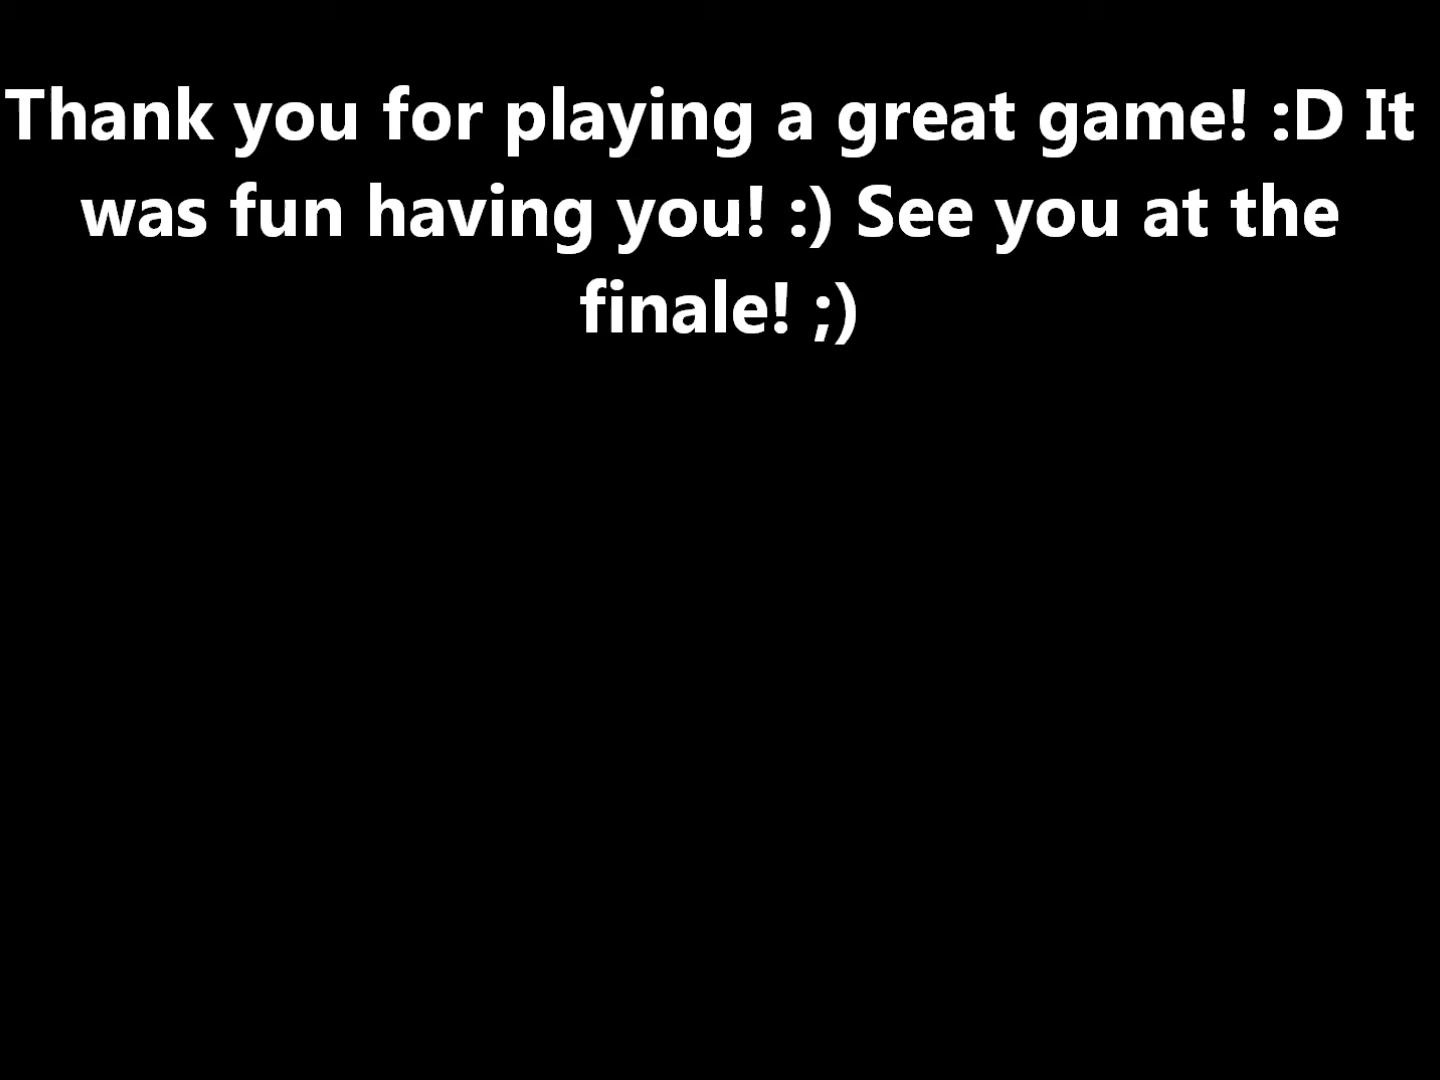 Thank you for playing a great game! :D It
was fun having you! :) See you at the
finale! ;)